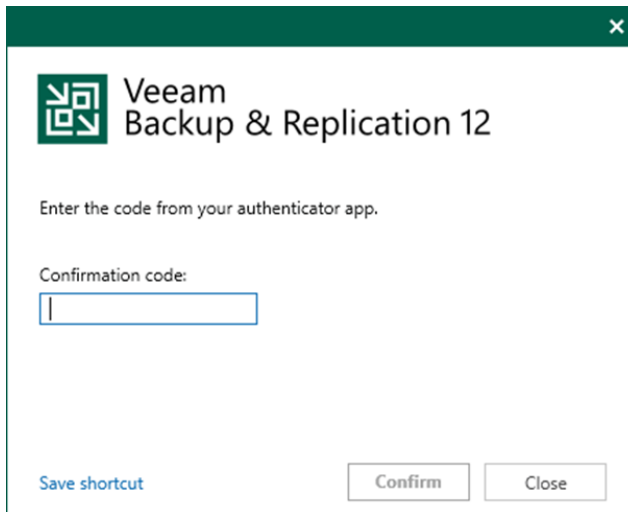 Veeam
Backup & Replication 12
Enter the code from your authenticator app.
Confirmation code:
Save shortcut
Confirm
Close